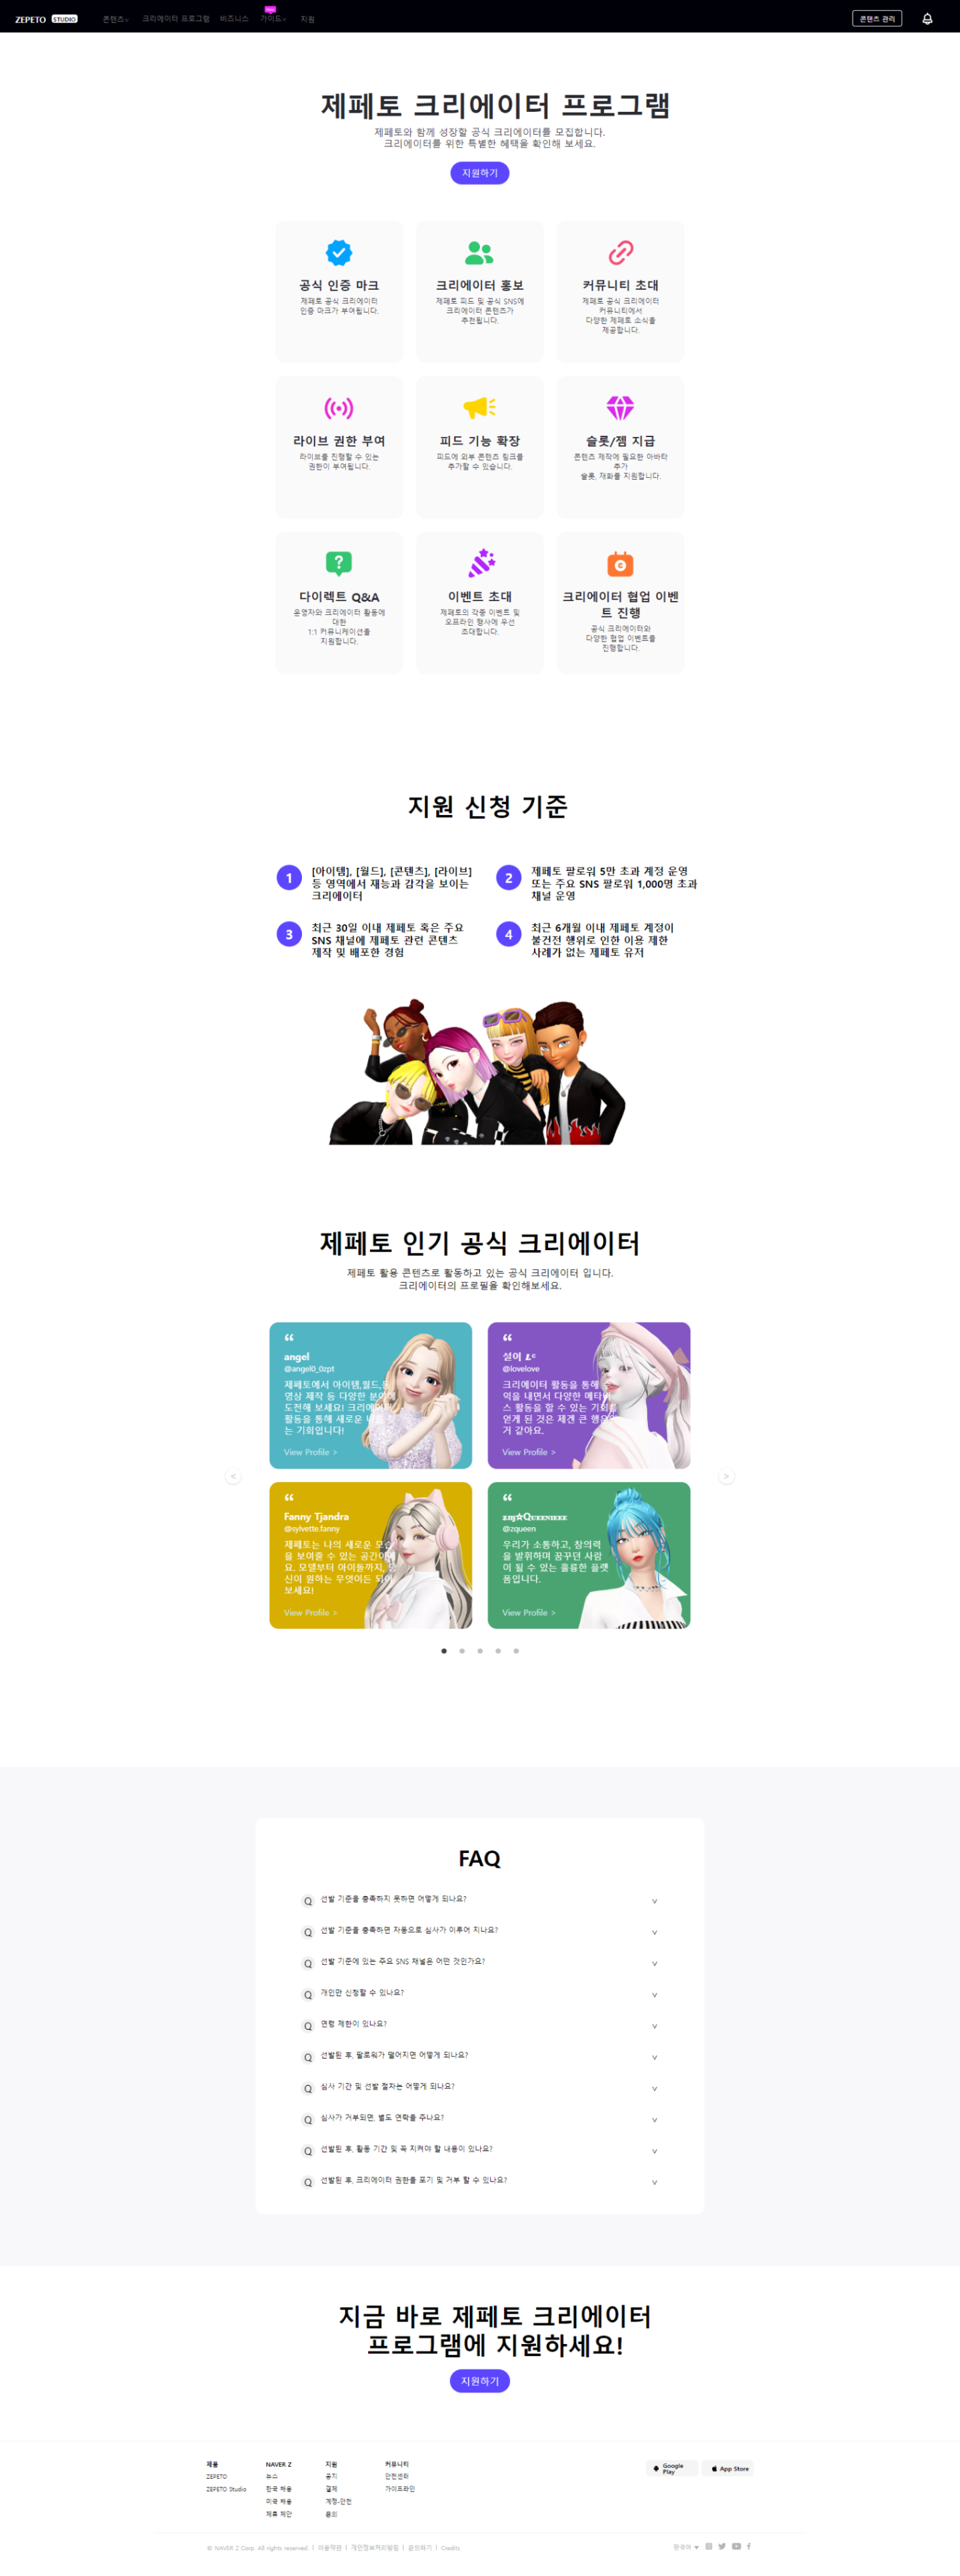 ZEPETO STUDIO 콘텐츠 크리에이터 프로그램 비즈니스 가이드 지원 콘텐츠 관리
제페토 크리에이터 프로그램
제페토와 함께 성장할 공식 크리에이터를 모집합니다.
크리에이터를 위한 특별한 혜택을 확인해 보세요.
지원하기
공식 인증 마크
제페토 공식 크리에이터
인증 마크가 부여됩니다.
크리에이터 홍보
제페토 피드 및 공식 SNS에
크리에이터 콘텐츠가
추천됩니다.
커뮤니티 초대
제페토 공식 크리에이터
커뮤니티에서
다양한 제페토 소식을
제공합니다.
라이브 권한 부여
라이브를 진행할 수 있는
권한이 부여됩니다.
피드 기능 확장
피드에 외부 콘텐츠 링크를
추가할 수 있습니다.
슬롯/젬 지급
콘텐츠 제작에 필요한 아바타
추가
슬롯, 재화를 지원합니다.
다이렉트 Q&A
운영자와 크리에이터 활동에
대한
1:1 커뮤니케이션을
지원합니다.
이벤트 초대
제페토의 각종 이벤트 및
오프라인 행사에 우선
초대합니다.
크리에이터 협업 이벤
트 진행
공식 크리에이터와
다양한 협업 이벤트를
진행합니다.
지원 신청 기준
1
[아이템], [월드], [콘텐츠], [라이브]
등 영역에서 재능과 감각을 보이는
크리에이터
2
제페토 팔로워 5만 초과 계정 운영
또는 주요 SNS 팔로워 1,000명 초과
채널 운영
3
최근 30일 이내 제페토 혹은 주요
SNS 채널에 제페토 관련 콘텐츠
제작 및 배포한 경험
4
최근 6개월 이내 제페토 계정이
불건전 행위로 인한 이용 제한
사례가 없는 제페토 유저
제페토 인기 공식 크리에이터
제페토 활용 콘텐츠로 활동하고 있는 공식 크리에이터 입니다.
크리에이터의 프로필을 확인해보세요.
“
angel
@angel0_0zpt
제페토에서 아이템,월드,
영상 제작 등 다양한
도전해 보세요! 크리에이
활동을 통해 새로운
는 기회입니다!
View Profile >
“
설이 𝑳ᶜ
@lovelove
크리에이터 활동을 통해
익을 내면서 다양한 메타
스 활동을 할 수 있는 기회
얻게 된 것은 제겐 큰
거 같아요.
View Profile >
<
>
“
Fanny Tjandra
@sylvette.fanny
제페토는 나의 새로운 모습
을 보여줄 수 있는 공간이
요. 모델부터 아이돌까지,
신이 원하는 무엇이든 되어
보세요!
View Profile >
“
ᴢɪɴ☆Qᴜᴇᴇɴɪᴇᴇᴇ
@zqueen
우리가 소통하고, 창의력
을 발휘하며 꿈꾸던 사람
이 될 수 있는 훌륭한 플랫
폼입니다.
View Profile >
FAQ
Q 선발 기준을 충족하지 못하면 어떻게 되나요?
Q 선발 기준을 충족하면 자동으로 심사가 이루어 지나요?
Q 선발 기준에 있는 주요 SNS 채널은 어떤 것인가요?
Q 개인만 신청할 수 있나요?
Q 연령 제한이 있나요?
Q 선발된 후, 팔로워가 떨어지면 어떻게 되나요?
Q 심사 기간 및 선발 절차는 어떻게 되나요?
Q 심사가 거부되면, 별도 연락을 주나요?
Q 선발된 후, 활동 기간 및 꼭 지켜야 할 내용이 있나요?
Q 선발된 후, 크리에이터 권한을 포기 및 거부 할 수 있나요?
지금 바로 제페토 크리에이터
프로그램에 지원하세요!
지원하기
제품
ZEPETO
ZEPETO Studio
NAVER Z
뉴스
한국 채용
미국 채용
제휴 제안
지원
공지
결제
계정-안전
문의
커뮤니티
안전센터
가이드라인
Google
Play
App Store
© NAVER Z Corp. All rights reserved. | 이용약관 | 개인정보처리방침 | 문의하기 | Credits
한국어